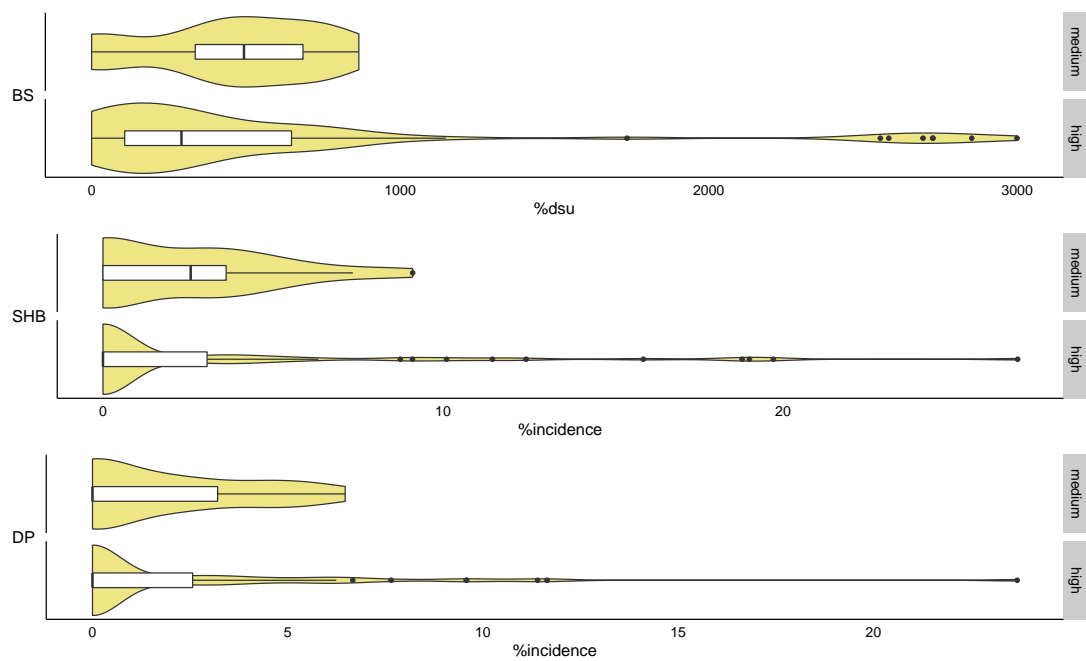 medium
BS
high
0 1000 2000 3000
%dsu
medium
SHB
high
0 10 20
%incidence
medium
DP
high
0 5 10 15 20
%incidence